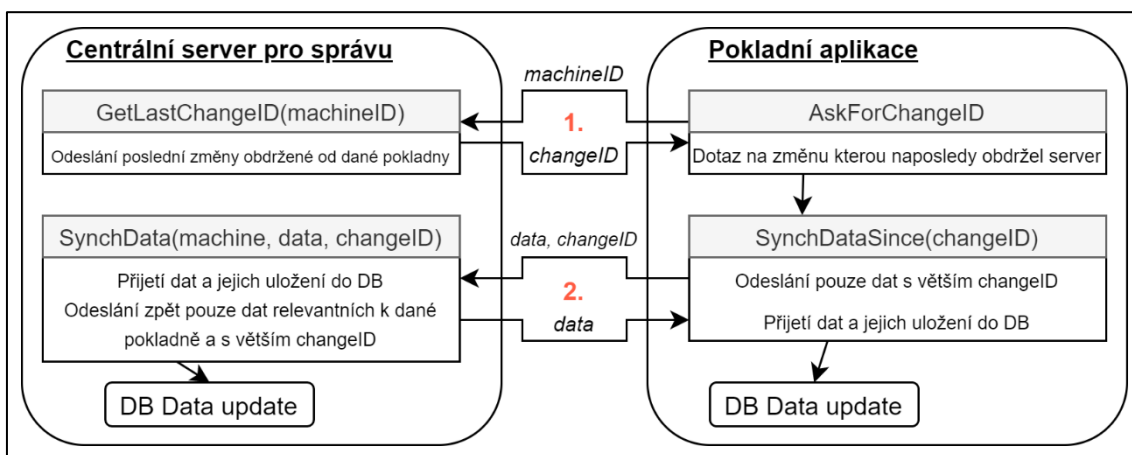 Centrální server pro správu
GetLastChangeID(machineID)
Odeslání poslední změny obdržené od dané pokladny
SynchData(machine, data, changeID)
Přijetí dat a jejich uložení do DB
Odeslání zpět pouze dat relevantních k dané
pokladně a s větším changeID
DB Data update
machineID
1.
changeID
data, changeID
2.
data
Pokladní aplikace
AskForChangeID
Dotaz na změnu kterou naposledy obdržel server
SynchDataSince(changeID)
Odeslání pouze dat s větším changeID
Přijetí dat a jejich uložení do DB
DB Data update